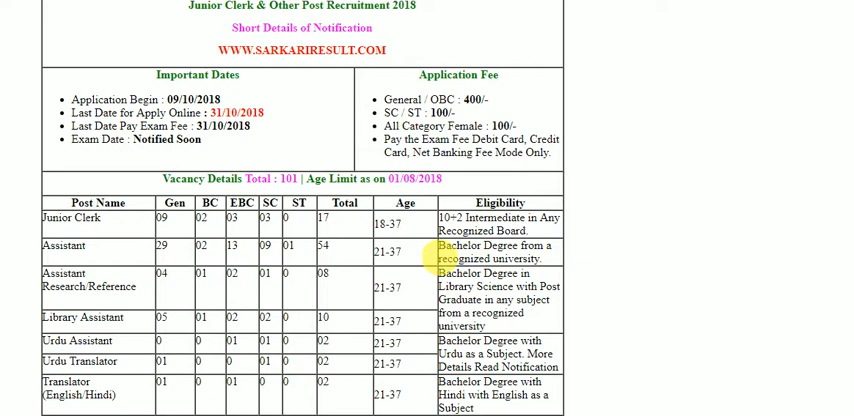 Junior Clerk & Other Post Recruitment 2018
Short Details of Notification
WWW.SARKARIRESULT.COM
Important Dates
Application Begin : 09/10/2018
Last Date for Apply Online : 31/10/2018
Last Date Pay Exam Fee : 31/10/2018
Exam Date : Notified Soon
Application Fee
General / OBC : 400/-
SC / ST : 100/-
All Category Female : 100/-
Pay the Exam Fee Debit Card, Credit
Card, Net Banking Fee Mode Only.
Vacancy Details Total : 101 | Age Limit as on 01/08/2018
Post Name Gen BC EBC SC ST Total Age Eligibility
Junior Clerk 09 02 03 03 0 17 18-37 10+2 Intermediate in Any
Recognized Board.
Assistant 29 02 13 09 01 54 21-37 Bachelor Degree from a
recognized university.
Assistant 04 01 02 01 0 08 21-37 Bachelor Degree in
Research/Reference Library Science with Post
Graduate in any subject
Library Assistant 05 01 02 02 0 10 21-37 from a recognized
university
Urdu Assistant 0 0 01 01 0 02 21-37 Bachelor Degree with
Urdu as a Subject. More
Urdu Translator 01 0 0 01 0 02 21-37 Details Read Notification
Translator 01 0 01 0 0 02 21-37 Bachelor Degree with
(English/Hindi) Hindi with English as a
Subject